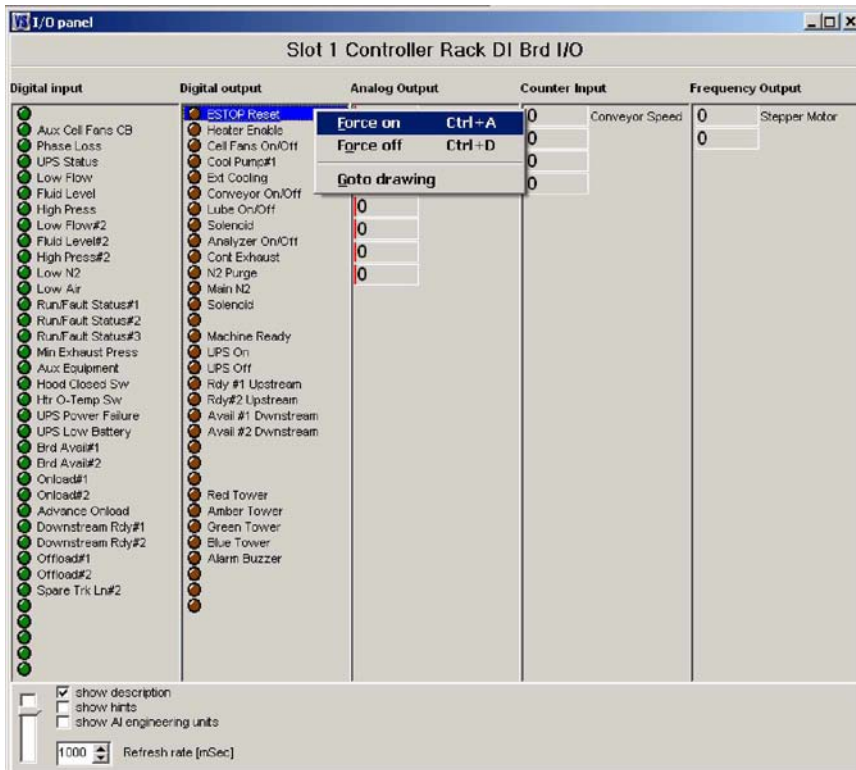 I/O panel
Slot 1 Controller Rack DI Brd I/O
Digital input
Digital output
Analog Output
Counter Input
Frequency Output
Aux Cell Fans CB
Phase Loss
UPS Status
Low Flow
Fluid Level
High Press
Low Flow#2
Fluid Level#2
High Press#2
Low N2
Low Air
Run/Fault Status#1
Run/Fault Status#2
Run/Fault Status#3
Min Exhaust Press
Aux Equipment
Hood Closed Sw
Htr O-Temp Sw
UPS Power Failure
UPS Low Battery
Brd Avail#1
Brd Avail#2
Onload#1
Onload#2
Advance Onload
Downstream Rdy#1
Downstream Rdy#2
Offload#1
Offload#2
Spare Trk Ln#2
ESTOP Reset
Heater Enable
Cell Fans On/Off
Cool Pump#1
Ext Cooling
Conveyor On/Off
Lube On/Off
Solenoid
Analyzer On/Off
Cont Exhaust
N2 Purge
Main N2
Solenoid
Machine Ready
UPS On
UPS Off
Rdy #1 Upstream
Rdy#2 Upstream
Avail #1 Dwnstream
Avail #2 Dwnstream
Red Tower
Amber Tower
Green Tower
Blue Tower
Alarm Buzzer
Force on Ctrl+A
Force off Ctrl+D
Goto drawing
0
0
0
0
0 Conveyor Speed
0
0
0
0 Stepper Motor
0
show description
show hints
show AI engineering units
1000 Refresh rate [mSec]